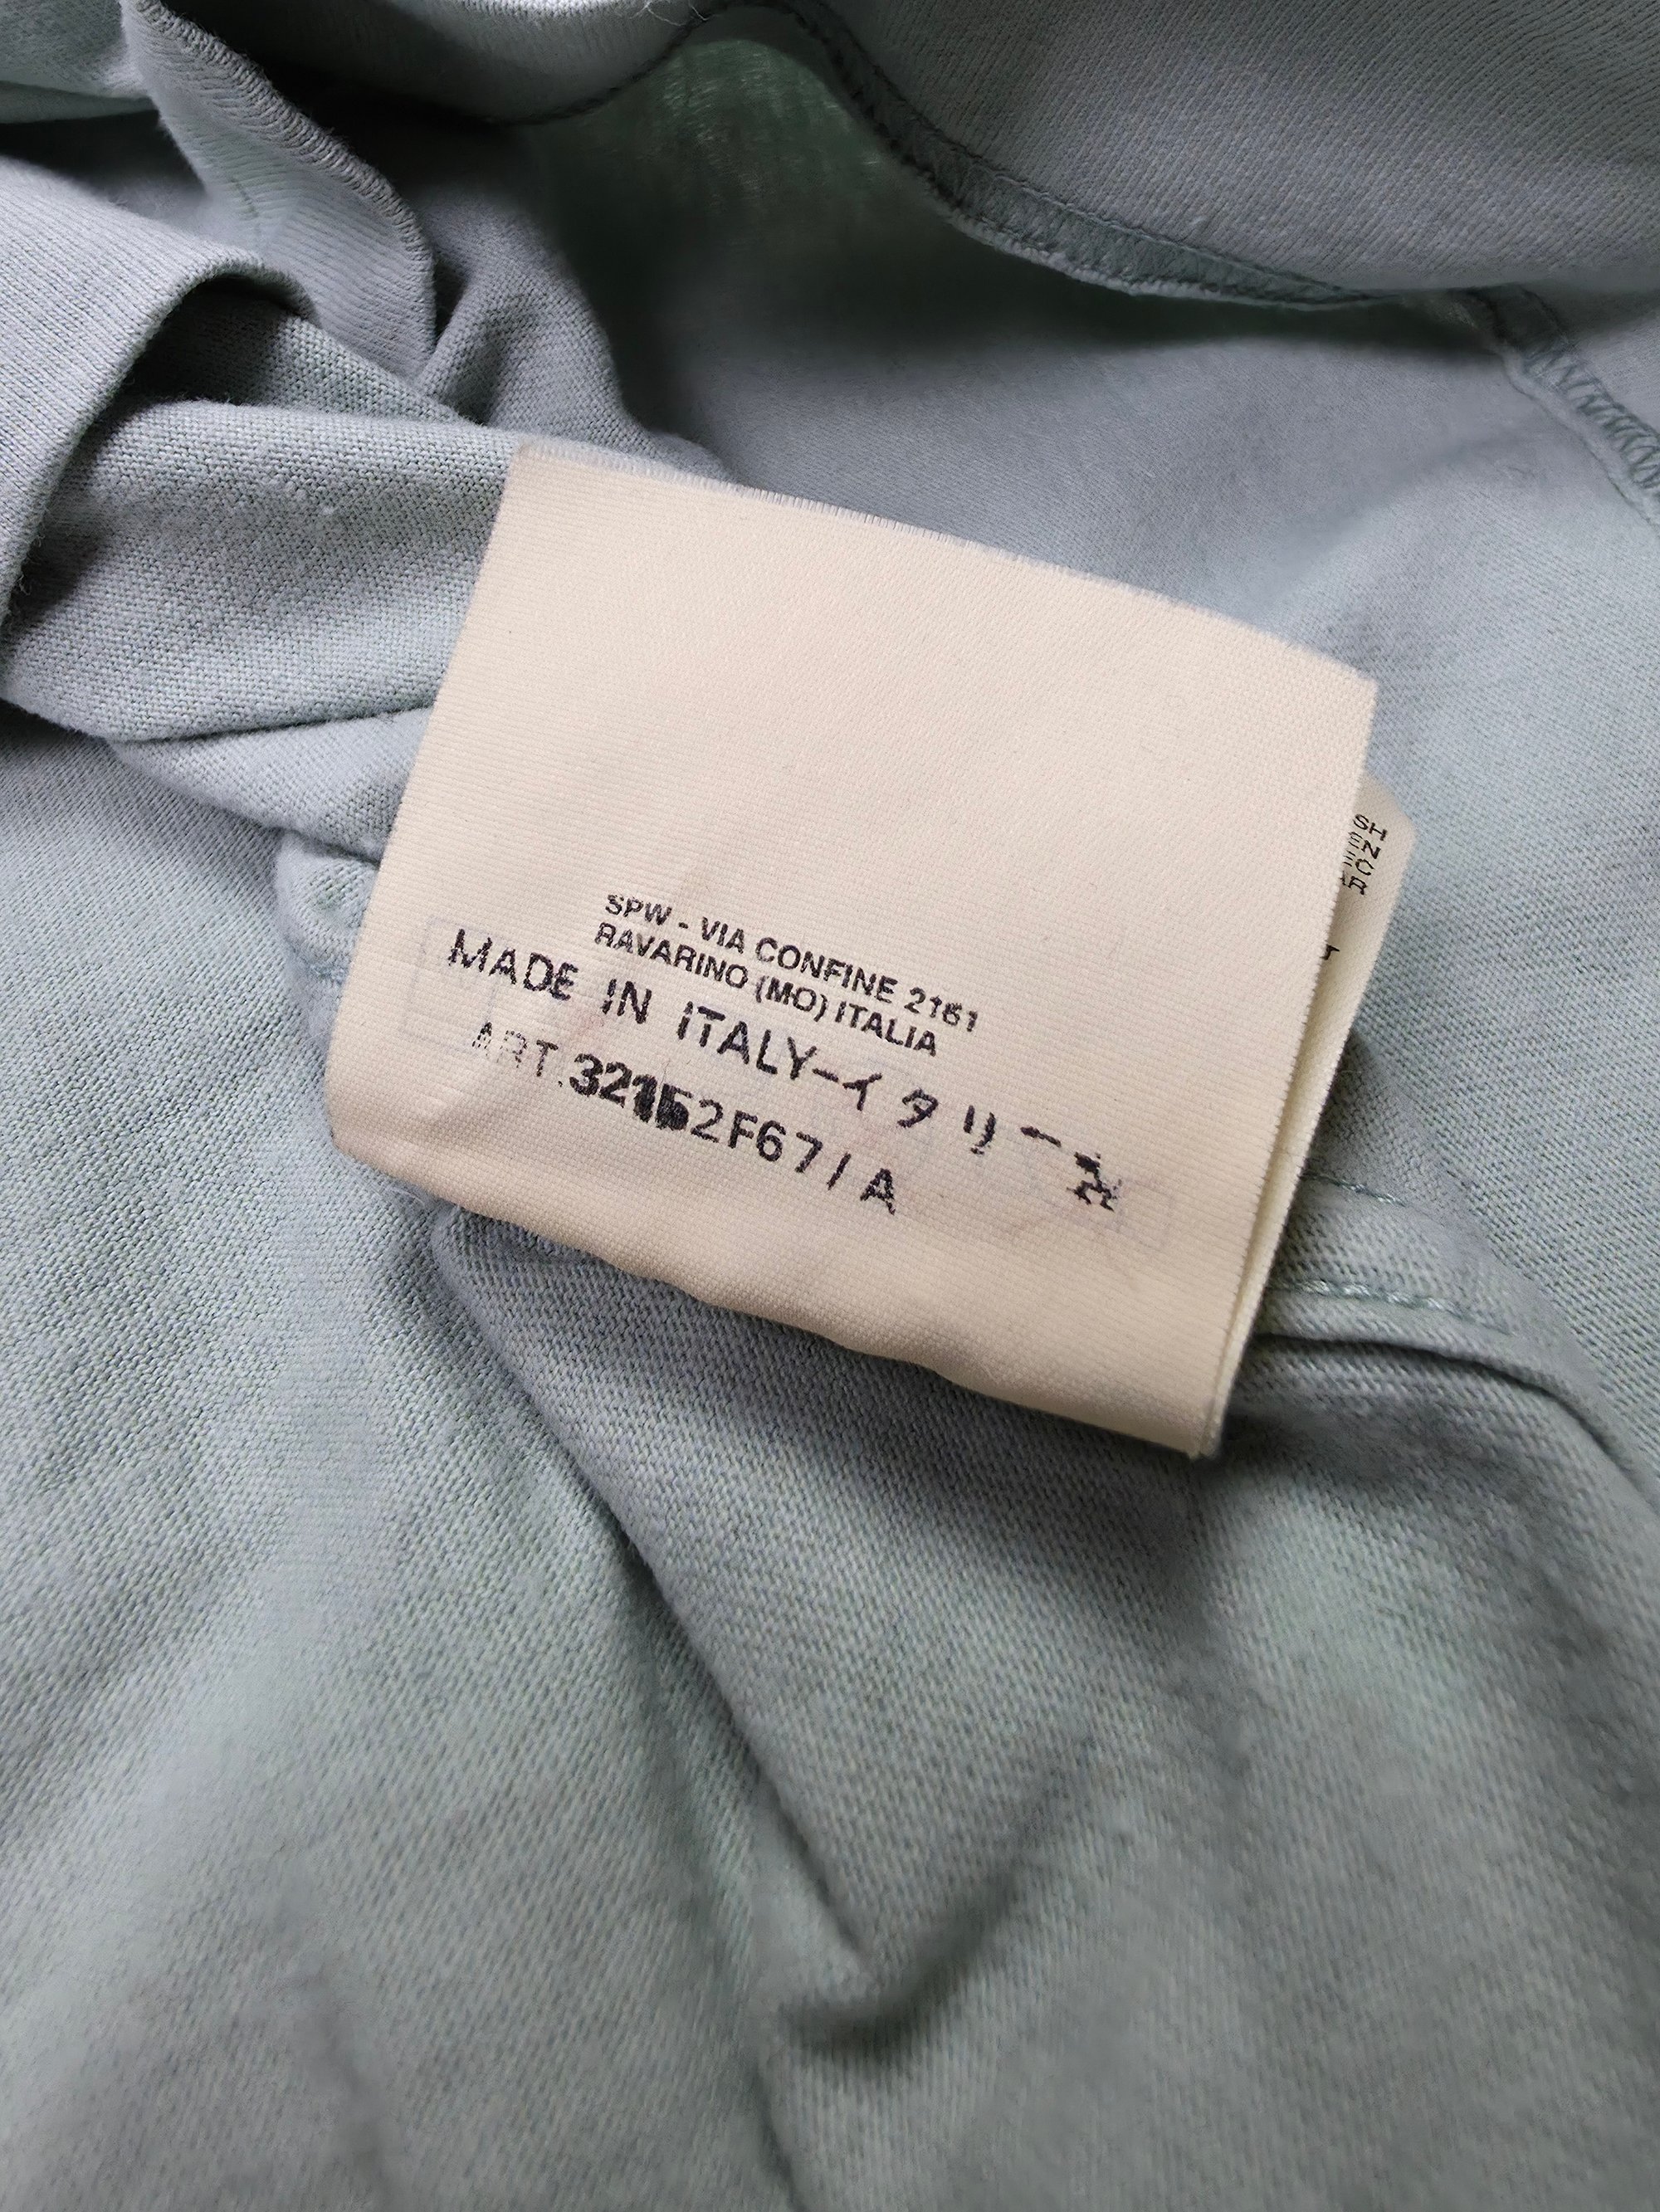 SPW - VIA CONFINE 2161
RAVARINO (MO) ITALIA
MADE IN ITALY-イタリー製
ART.32152F67/A